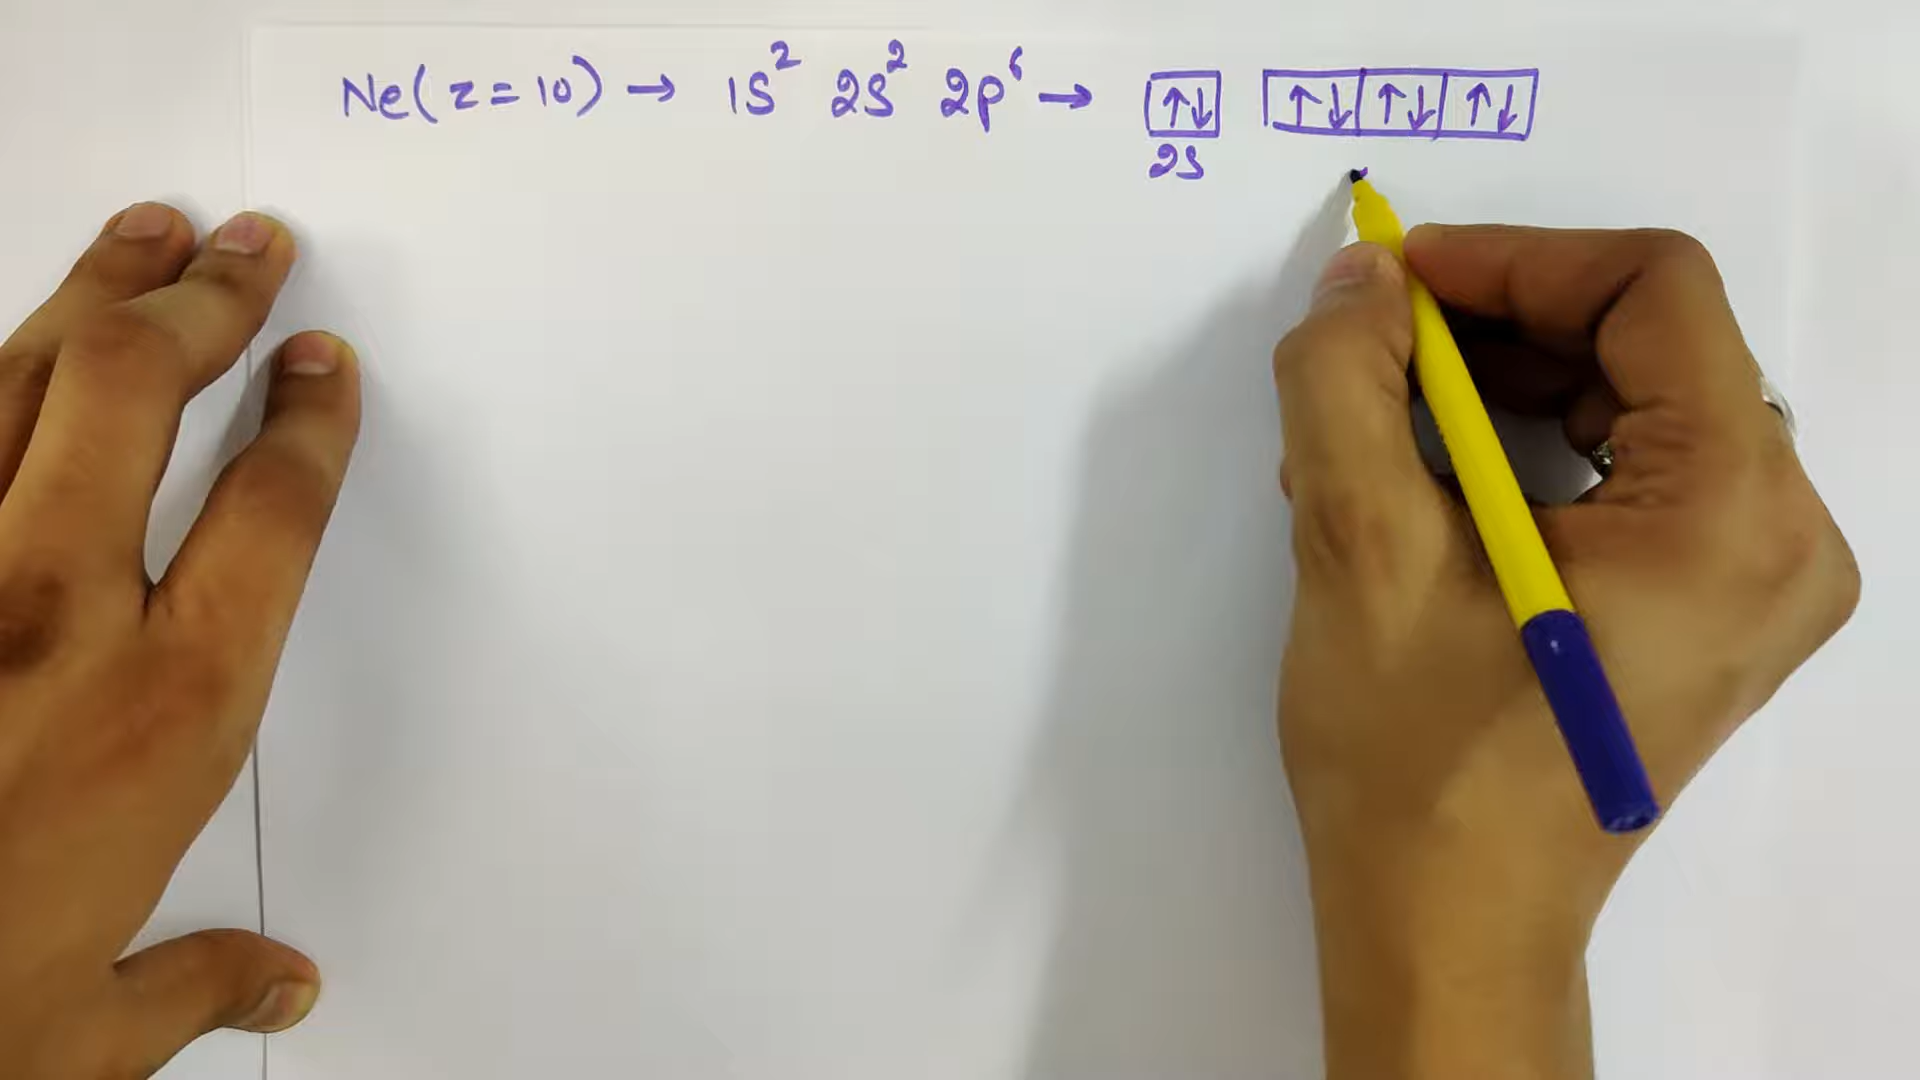 Ne(z=10) → 1s² 2s² 2p⁶ → ↑↓ ↑↓ ↑↓ ↑↓
2s